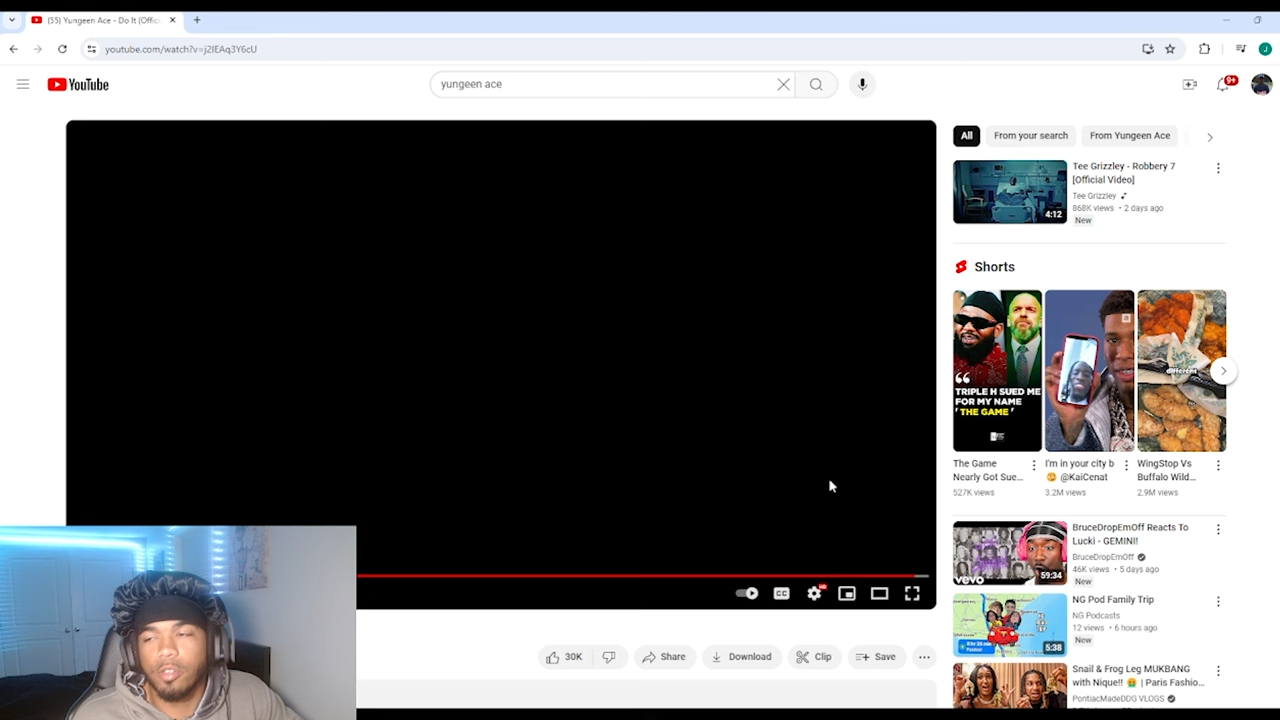 (55) Yungeen Ace - Do It (Offic
youtube.com/watch?v=j2IEAq3Y6cU
J
YouTube
yungeen ace
9+
All
From your search
From Yungeen Ace
Tee Grizzley - Robbery 7
[Official Video]
Tee Grizzley
868K views • 2 days ago
New
4:12
Shorts
“
TRIPLE H SUED ME
FOR MY NAME
'THE GAME'
different
The Game
Nearly Got Sue...
527K views
I'm in your city b
@KaiCenat
3.2M views
WingStop Vs
Buffalo Wild...
2.9M views
BruceDropEmOff Reacts To
Lucki - GEMINI!
BruceDropEmOff
46K views • 5 days ago
New
vevo
59:34
NG Pod Family Trip
NG Podcasts
12 views • 6 hours ago
New
5:38
Snail & Frog Leg MUKBANG
with Nique!! | Paris Fashio...
PontiacMadeDDG VLOGS
CC
HD
30K
Share
Download
Clip
Save